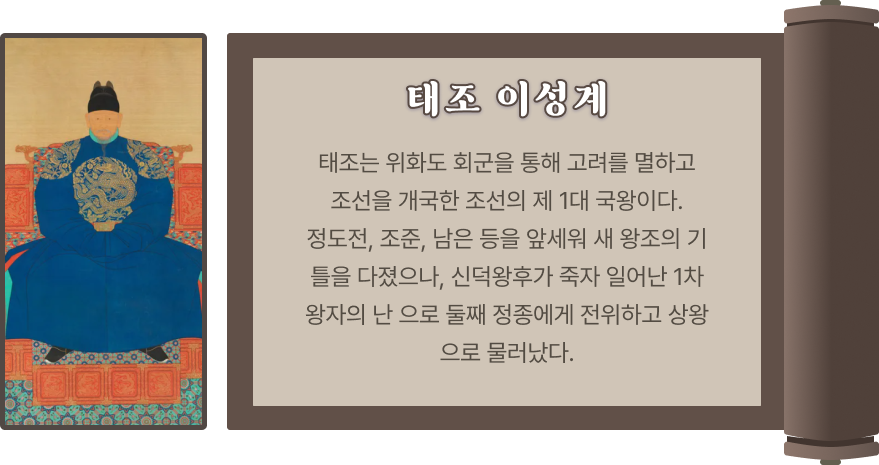 태조 이성계
태조는 위화도 회군을 통해 고려를 멸하고
조선을 개국한 조선의 제 1대 국왕이다.
정도전, 조준, 남은 등을 앞세워 새 왕조의 기
틀을 다졌으나, 신덕왕후가 죽자 일어난 1차
왕자의 난 으로 둘째 정종에게 전위하고 상왕
으로 물러났다.